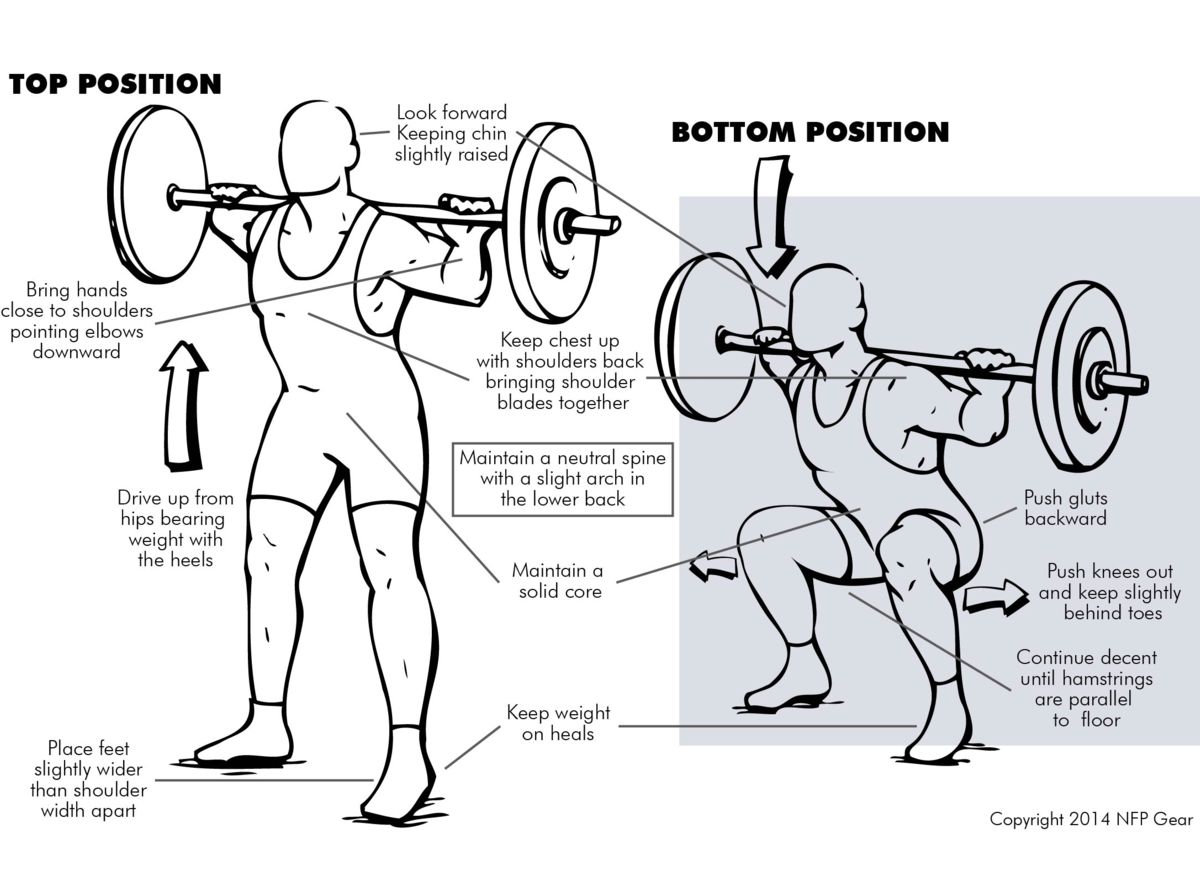 TOP POSITION
Look forward
Keeping chin
slightly raised
BOTTOM POSITION
Bring hands
close to shoulders
pointing elbows
downward
Keep chest up
with shoulders back
bringing shoulder
blades together
Maintain a neutral spine
with a slight arch in
the lower back
Drive up from
hips bearing
weight with
the heels
Maintain a
solid core
Push gluts
backward
Push knees out
and keep slightly
behind toes
Continue decent
until hamstrings
are parallel
to floor
Keep weight
on heals
Place feet
slightly wider
than shoulder
width apart
Copyright 2014 NFP Gear